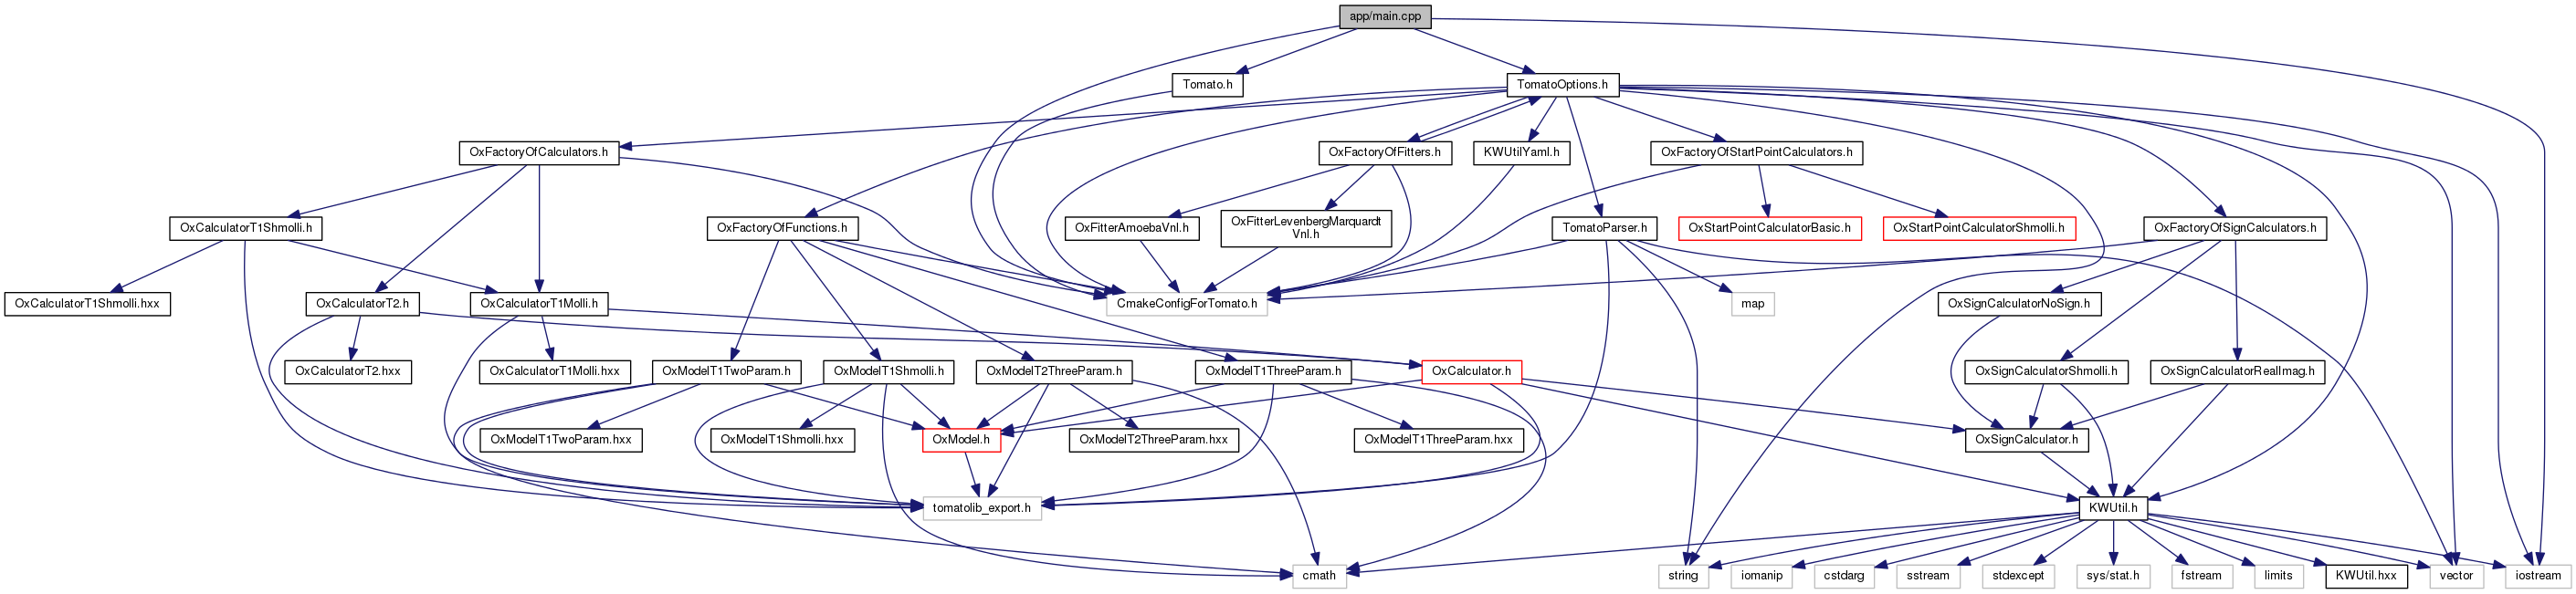 app/main.cpp
Tomato.h
TomatoOptions.h
OxFactoryOfCalculators.h
OxFactoryOfFitters.h
KWUtilYaml.h
OxFactoryOfStartPointCalculators.h
OxCalculatorT1Shmolli.h
OxFactoryOfFunctions.h
OxFitterAmoebaVnl.h
OxFitterLevenbergMarquardt
Vnl.h
TomatoParser.h
OxStartPointCalculatorBasic.h
OxStartPointCalculatorShmolli.h
OxFactoryOfSignCalculators.h
OxCalculatorT1Shmolli.hxx
OxCalculatorT2.h
OxCalculatorT1Molli.h
CmakeConfigForTomato.h
map
OxSignCalculatorNoSign.h
OxCalculatorT2.hxx
OxCalculatorT1Molli.hxx
OxModelT1TwoParam.h
OxModelT1Shmolli.h
OxModelT2ThreeParam.h
OxModelT1ThreeParam.h
OxCalculator.h
OxSignCalculatorShmolli.h
OxSignCalculatorRealImag.h
OxModelT1TwoParam.hxx
OxModelT1Shmolli.hxx
OxModel.h
OxModelT2ThreeParam.hxx
OxModelT1ThreeParam.hxx
OxSignCalculator.h
tomatolib_export.h
KWUtil.h
cmath
string
iomanip
cstdarg
sstream
stdexcept
sys/stat.h
fstream
limits
KWUtil.hxx
vector
iostream